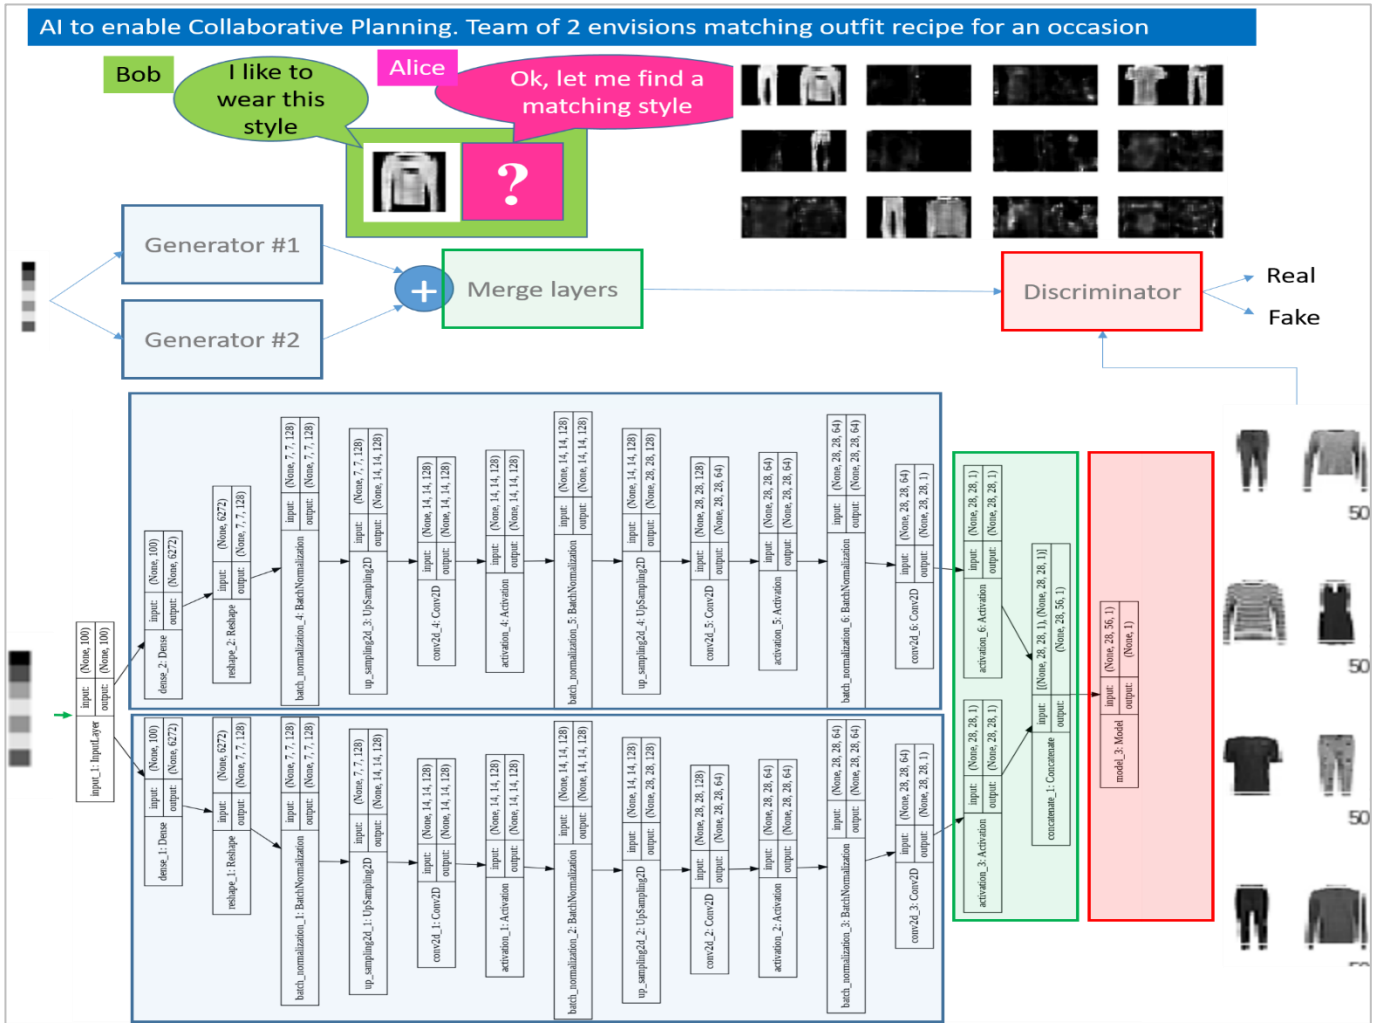 AI to enable Collaborative Planning. Team of 2 envisions matching outfit recipe for an occasion
Bob
I like to
wear this
style
Alice
Ok, let me find a
matching style
?
Generator #1
Generator #2
+
Merge layers
Discriminator
Real
Fake
input_1: InputLayer
input:
(None, 100)
output:
(None, 100)
dense_2: Dense
input:
(None, 100)
output:
(None, 6272)
reshape_2: Reshape
input:
(None, 6272)
output:
(None, 7, 7, 128)
batch_normalization_4: BatchNormalization
input:
(None, 7, 7, 128)
output:
(None, 7, 7, 128)
up_sampling2d_3: UpSampling2D
input:
(None, 7, 7, 128)
output:
(None, 14, 14, 128)
conv2d_4: Conv2D
input:
(None, 14, 14, 128)
output:
(None, 14, 14, 128)
activation_4: Activation
input:
(None, 14, 14, 128)
output:
(None, 14, 14, 128)
batch_normalization_5: BatchNormalization
input:
(None, 14, 14, 128)
output:
(None, 14, 14, 128)
up_sampling2d_4: UpSampling2D
input:
(None, 14, 14, 128)
output:
(None, 28, 28, 128)
conv2d_5: Conv2D
input:
(None, 28, 28, 128)
output:
(None, 28, 28, 64)
activation_5: Activation
input:
(None, 28, 28, 64)
output:
(None, 28, 28, 64)
batch_normalization_6: BatchNormalization
input:
(None, 28, 28, 64)
output:
(None, 28, 28, 64)
conv2d_6: Conv2D
input:
(None, 28, 28, 64)
output:
(None, 28, 28, 1)
activation_6: Activation
input:
(None, 28, 28, 1)
output:
(None, 28, 28, 1)
dense_1: Dense
input:
(None, 100)
output:
(None, 6272)
reshape_1: Reshape
input:
(None, 6272)
output:
(None, 7, 7, 128)
batch_normalization_1: BatchNormalization
input:
(None, 7, 7, 128)
output:
(None, 7, 7, 128)
up_sampling2d_1: UpSampling2D
input:
(None, 7, 7, 128)
output:
(None, 14, 14, 128)
conv2d_1: Conv2D
input:
(None, 14, 14, 128)
output:
(None, 14, 14, 128)
activation_1: Activation
input:
(None, 14, 14, 128)
output:
(None, 14, 14, 128)
batch_normalization_2: BatchNormalization
input:
(None, 14, 14, 128)
output:
(None, 14, 14, 128)
up_sampling2d_2: UpSampling2D
input:
(None, 14, 14, 128)
output:
(None, 28, 28, 128)
conv2d_2: Conv2D
input:
(None, 28, 28, 128)
output:
(None, 28, 28, 64)
activation_2: Activation
input:
(None, 28, 28, 64)
output:
(None, 28, 28, 64)
batch_normalization_3: BatchNormalization
input:
(None, 28, 28, 64)
output:
(None, 28, 28, 64)
conv2d_3: Conv2D
input:
(None, 28, 28, 64)
output:
(None, 28, 28, 1)
activation_3: Activation
input:
(None, 28, 28, 1)
output:
(None, 28, 28, 1)
concatenate_1: Concatenate
input:
[(None, 28, 28, 1), (None, 28, 28, 1)]
output:
(None, 28, 56, 1)
model_3: Model
input:
(None, 28, 56, 1)
output:
(None, 1)
50
50
50